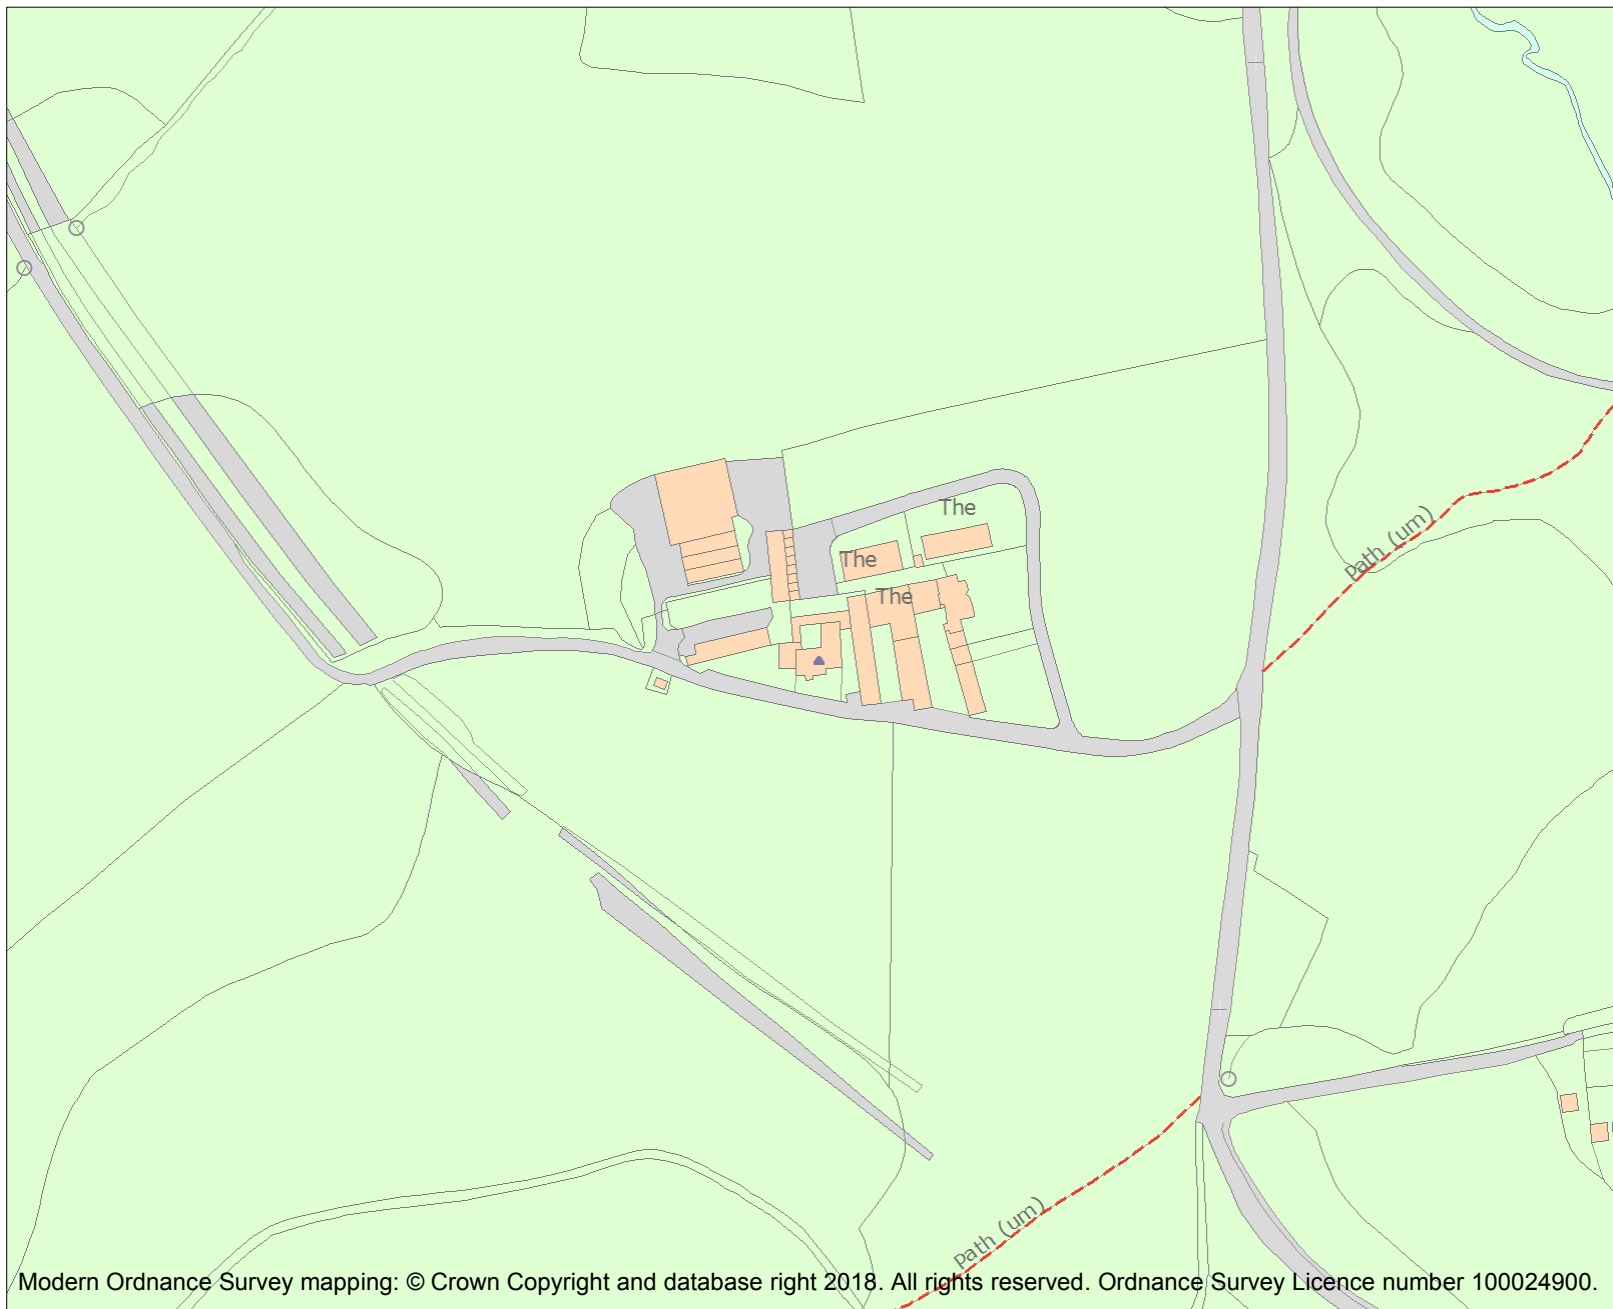 The
The
The
Path (um)
Path (um)
Modern Ordnance Survey mapping: © Crown Copyright and database right 2018. All rights reserved. Ordnance Survey Licence number 100024900.